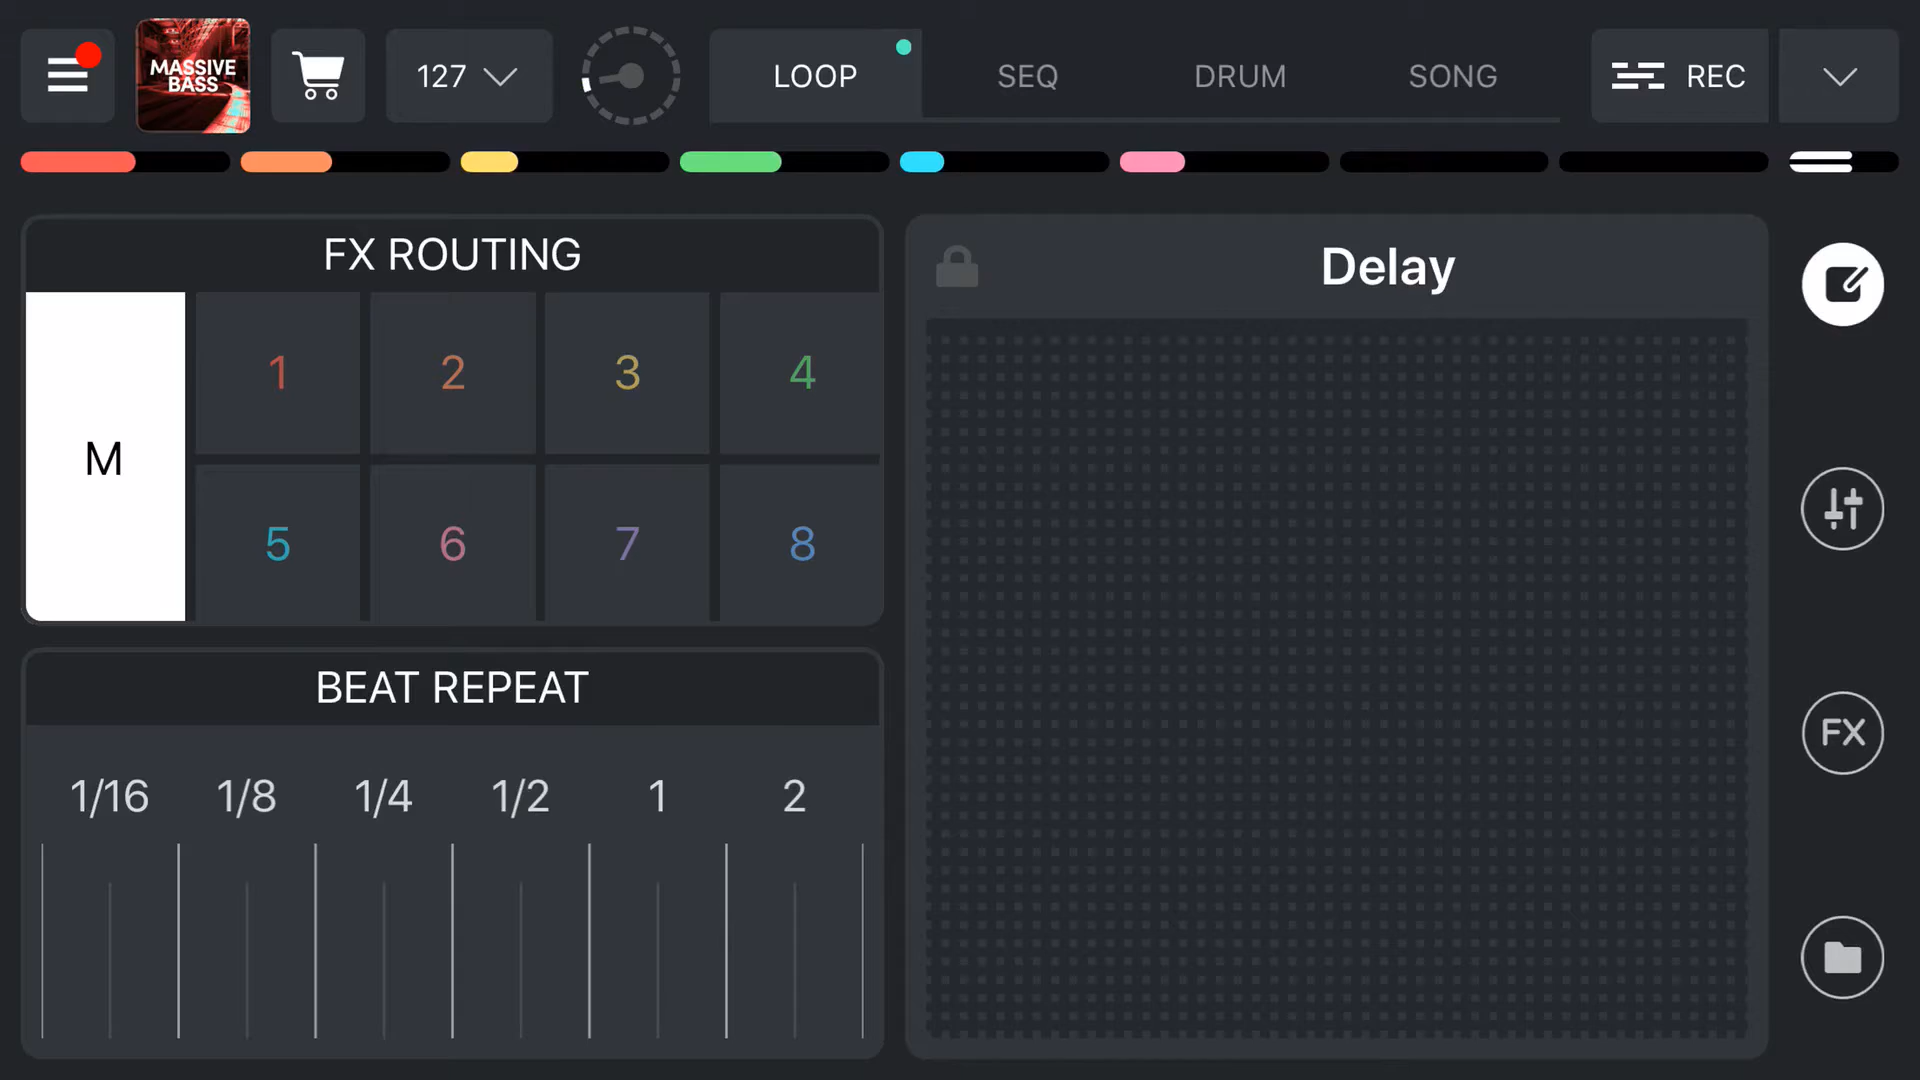 MASSIVE
BASS
127
LOOP
SEQ
DRUM
SONG
REC
FX ROUTING
M
1
2
3
4
5
6
7
8
BEAT REPEAT
1/16
1/8
1/4
1/2
1
2
Delay
FX